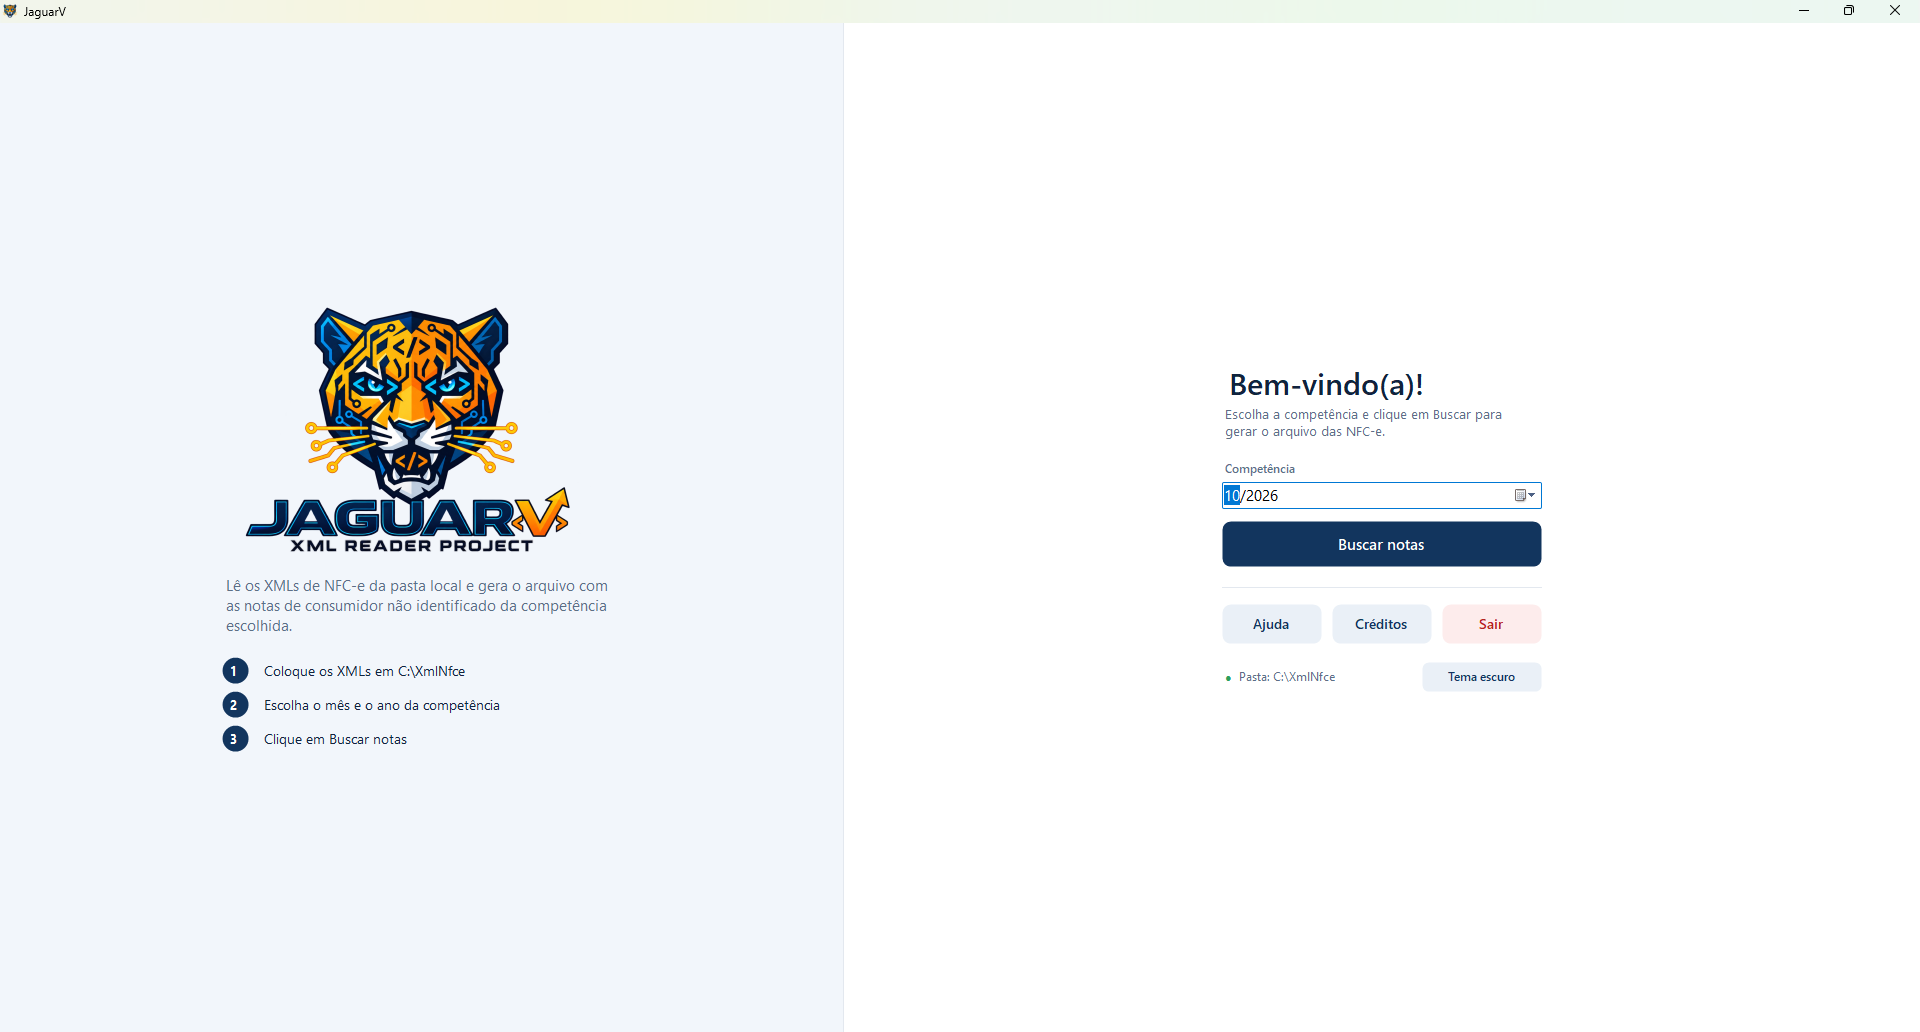 JaguarV
</>
<> <>
</>
JAGUAR<V>
XML READER PROJECT
Lê os XMLs de NFC-e da pasta local e gera o arquivo com
as notas de consumidor não identificado da competência
escolhida.
1 Coloque os XMLs em C:\XmlNfce
2 Escolha o mês e o ano da competência
3 Clique em Buscar notas
Bem-vindo(a)!
Escolha a competência e clique em Buscar para
gerar o arquivo das NFC-e.
Competência
10/2026
Buscar notas
Ajuda Créditos Sair
Pasta: C:\XmlNfce Tema escuro